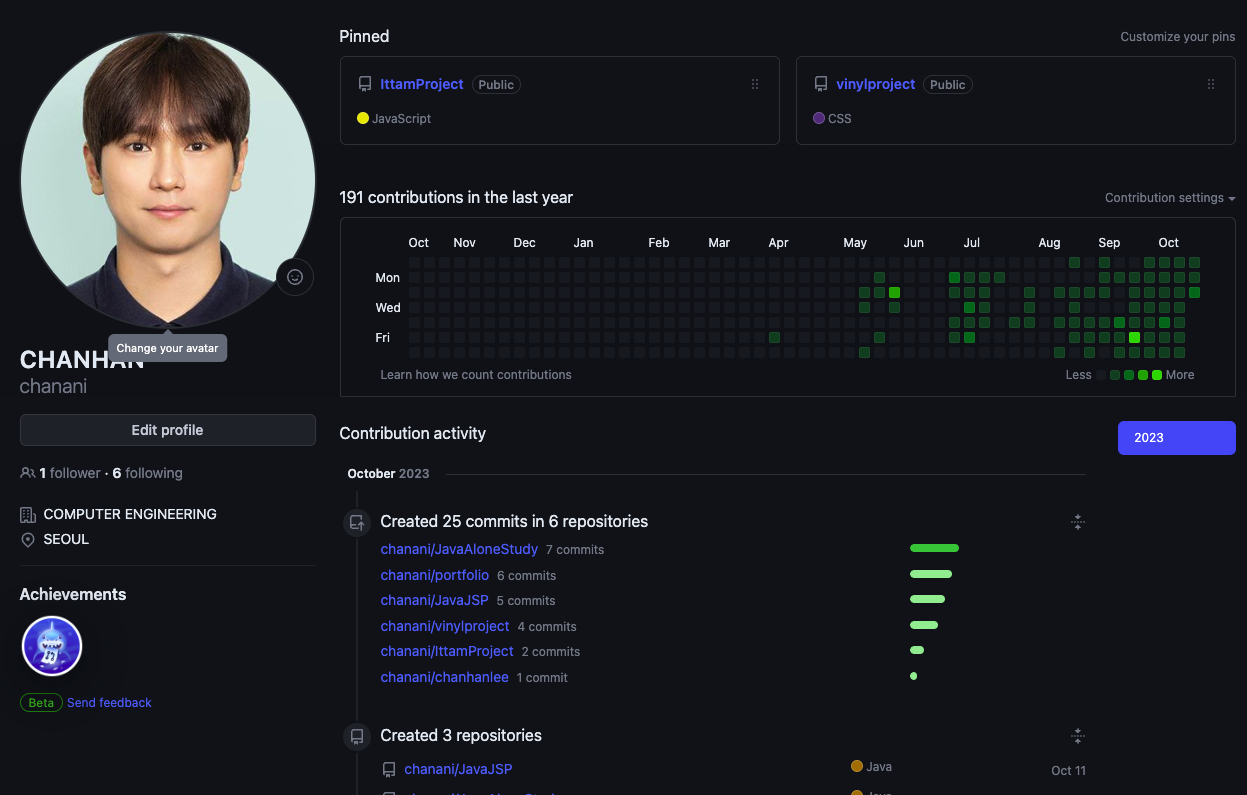 Pinned
Customize your pins
IttamProject Public
JavaScript
vinylproject Public
CSS
191 contributions in the last year
Contribution settings
Oct Nov Dec Jan Feb Mar Apr May Jun Jul Aug Sep Oct
Mon
Wed
Fri
Learn how we count contributions
Less More
Change your avatar
CHANHAN
chanani
Edit profile
1 follower · 6 following
COMPUTER ENGINEERING
SEOUL
Achievements
Beta Send feedback
Contribution activity
2023
October 2023
Created 25 commits in 6 repositories
chanani/JavaAloneStudy 7 commits
chanani/portfolio 6 commits
chanani/JavaJSP 5 commits
chanani/vinylproject 4 commits
chanani/IttamProject 2 commits
chanani/chanhanlee 1 commit
Created 3 repositories
chanani/JavaJSP Java Oct 11